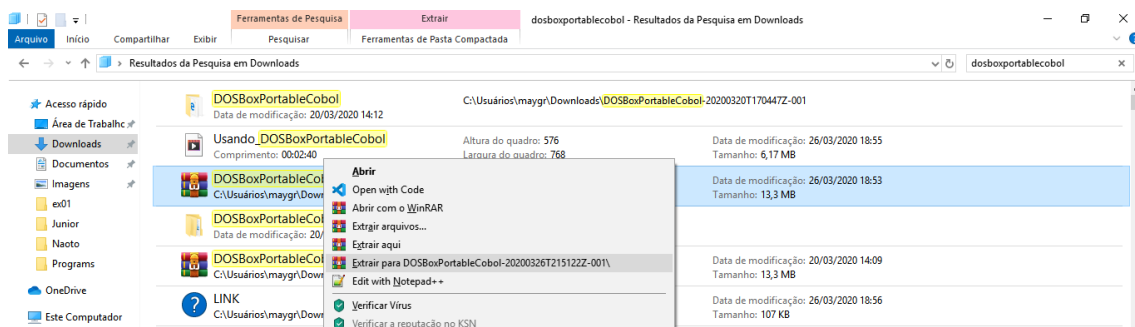 Ferramentas de Pesquisa
Extrair
dosboxportablecobol - Resultados da Pesquisa em Downloads
Arquivo
Início
Compartilhar
Exibir
Pesquisar
Ferramentas de Pasta Compactada
Resultados da Pesquisa em Downloads
dosboxportablecobol
Acesso rápido
Área de Trabalhc
Downloads
Documentos
Imagens
ex01
Junior
Naoto
Programs
OneDrive
Este Computador
DOSBoxPortableCobol
C:\Usuários\maygr\Downloads\DOSBoxPortableCobol-20200320T170447Z-001
Data de modificação: 20/03/2020 14:12
Usando_DOSBoxPortableCobol
Altura do quadro: 576
Data de modificação: 26/03/2020 18:55
Comprimento: 00:02:40
Largura do quadro: 768
Tamanho: 6,17 MB
DOSBoxPortableCol
Data de modificação: 26/03/2020 18:53
C:\Usuários\maygr\Down
Tamanho: 13,3 MB
DOSBoxPortableCol
Data de modificação: 20/
DOSBoxPortableCol
Data de modificação: 20/03/2020 14:09
C:\Usuários\maygr\Down
Tamanho: 13,3 MB
LINK
Data de modificação: 26/03/2020 18:56
C:\Usuários\maygr\Down
Tamanho: 107 KB
Abrir
Open with Code
Abrir com o WinRAR
Extrair arquivos...
Extrair aqui
Extrair para DOSBoxPortableCobol-20200326T215122Z-001\
Edit with Notepad++
Verificar Vírus
Verificar a reputação no KSN